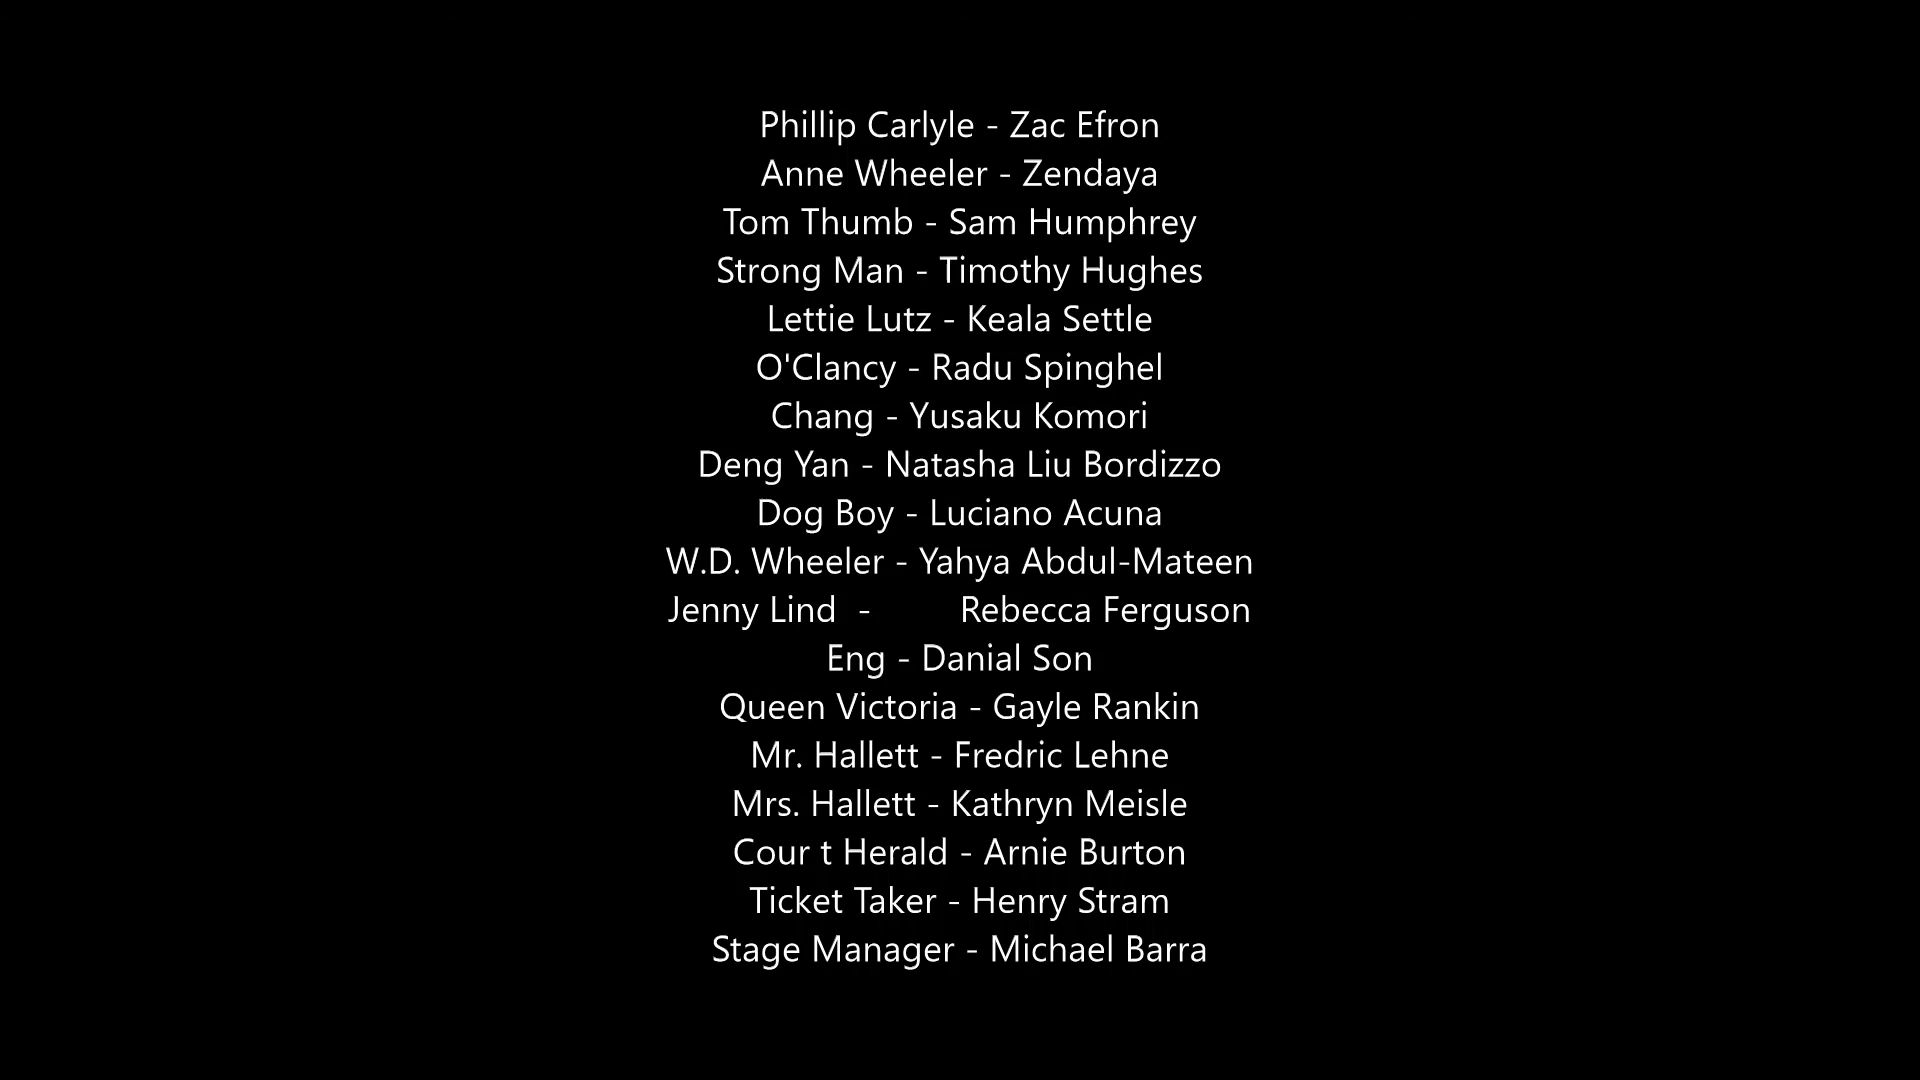 Phillip Carlyle - Zac Efron
Anne Wheeler - Zendaya
Tom Thumb - Sam Humphrey
Strong Man - Timothy Hughes
Lettie Lutz - Keala Settle
O'Clancy - Radu Spinghel
Chang - Yusaku Komori
Deng Yan - Natasha Liu Bordizzo
Dog Boy - Luciano Acuna
W.D. Wheeler - Yahya Abdul-Mateen
Jenny Lind  -         Rebecca Ferguson
Eng - Danial Son
Queen Victoria - Gayle Rankin
Mr. Hallett - Fredric Lehne
Mrs. Hallett - Kathryn Meisle
Cour t Herald - Arnie Burton
Ticket Taker - Henry Stram
Stage Manager - Michael Barra